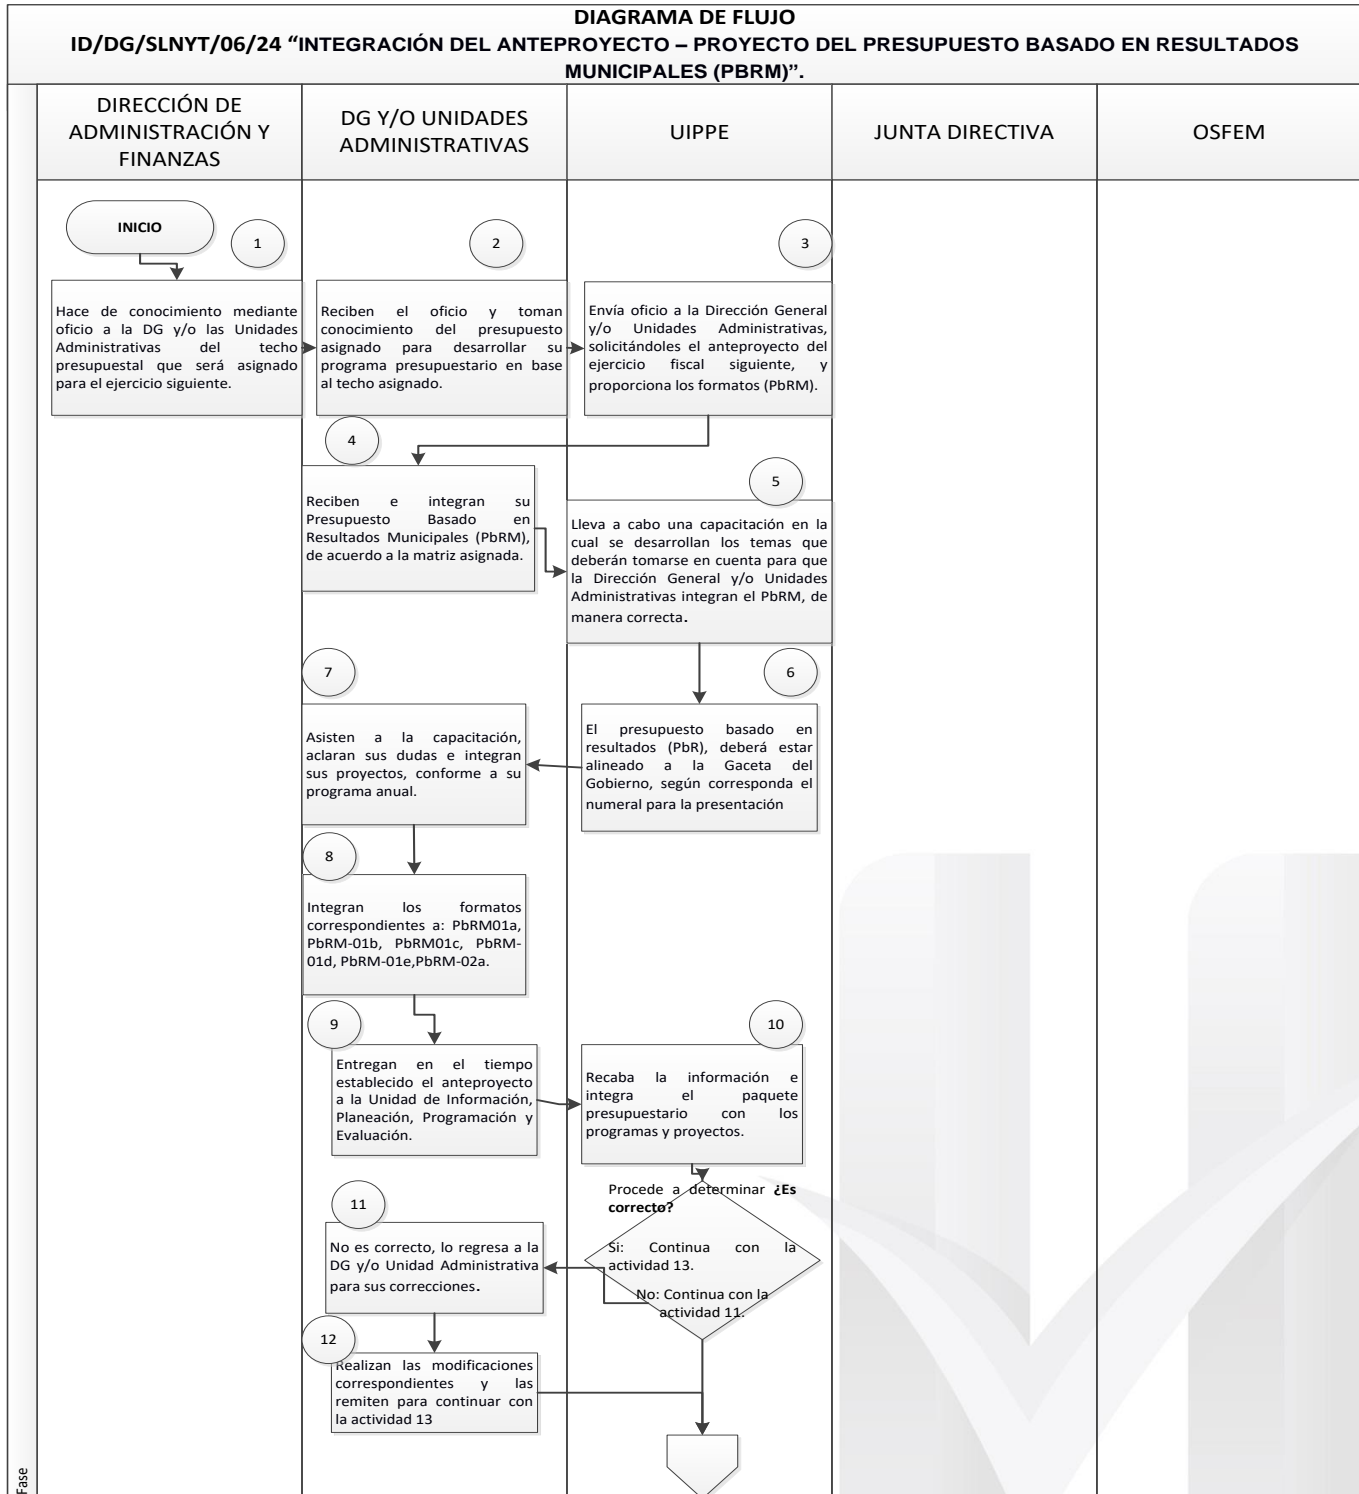 DIAGRAMA DE FLUJO
ID/DG/SLNYT/06/24 “INTEGRACIÓN DEL ANTEPROYECTO – PROYECTO DEL PRESUPUESTO BASADO EN RESULTADOS
MUNICIPALES (PBRM)”.
DIRECCIÓN DE
ADMINISTRACIÓN Y
FINANZAS
DG Y/O UNIDADES
ADMINISTRATIVAS
UIPPE
JUNTA DIRECTIVA
OSFEM
INICIO
1
Hace de conocimiento mediante
oficio a la DG y/o las Unidades
Administrativas del techo
presupuestal que será asignado
para el ejercicio siguiente.
2
Reciben el oficio y toman
conocimiento del presupuesto
asignado para desarrollar su
programa presupuestario en base
al techo asignado.
3
Envía oficio a la Dirección General
y/o Unidades Administrativas,
solicitándoles el anteproyecto del
ejercicio fiscal siguiente, y
proporciona los formatos (PbRM).
4
Reciben e integran su
Presupuesto Basado en
Resultados Municipales (PbRM),
de acuerdo a la matriz asignada.
5
Lleva a cabo una capacitación en la
cual se desarrollan los temas que
deberán tomarse en cuenta para que
la Dirección General y/o Unidades
Administrativas integran el PbRM, de
manera correcta.
6
El presupuesto basado en
resultados (PbR), deberá estar
alineado a la Gaceta del
Gobierno, según corresponda el
numeral para la presentación
7
Asisten a la capacitación,
aclaran sus dudas e integran
sus proyectos, conforme a su
programa anual.
8
Integran los formatos
correspondientes a: PbRM01a,
PbRM-01b, PbRM01c, PbRM-
01d, PbRM-01e,PbRM-02a.
9
Entregan en el tiempo
establecido el anteproyecto
a la Unidad de Información,
Planeación, Programación y
Evaluación.
10
Recaba la información e
integra el paquete
presupuestario con los
programas y proyectos.
Procede a determinar ¿Es
correcto?
Si: Continua con la
actividad 13.
No: Continua con la
actividad 11.
11
No es correcto, lo regresa a la
DG y/o Unidad Administrativa
para sus correcciones.
12
Realizan las modificaciones
correspondientes y las
remiten para continuar con
la actividad 13
Fase